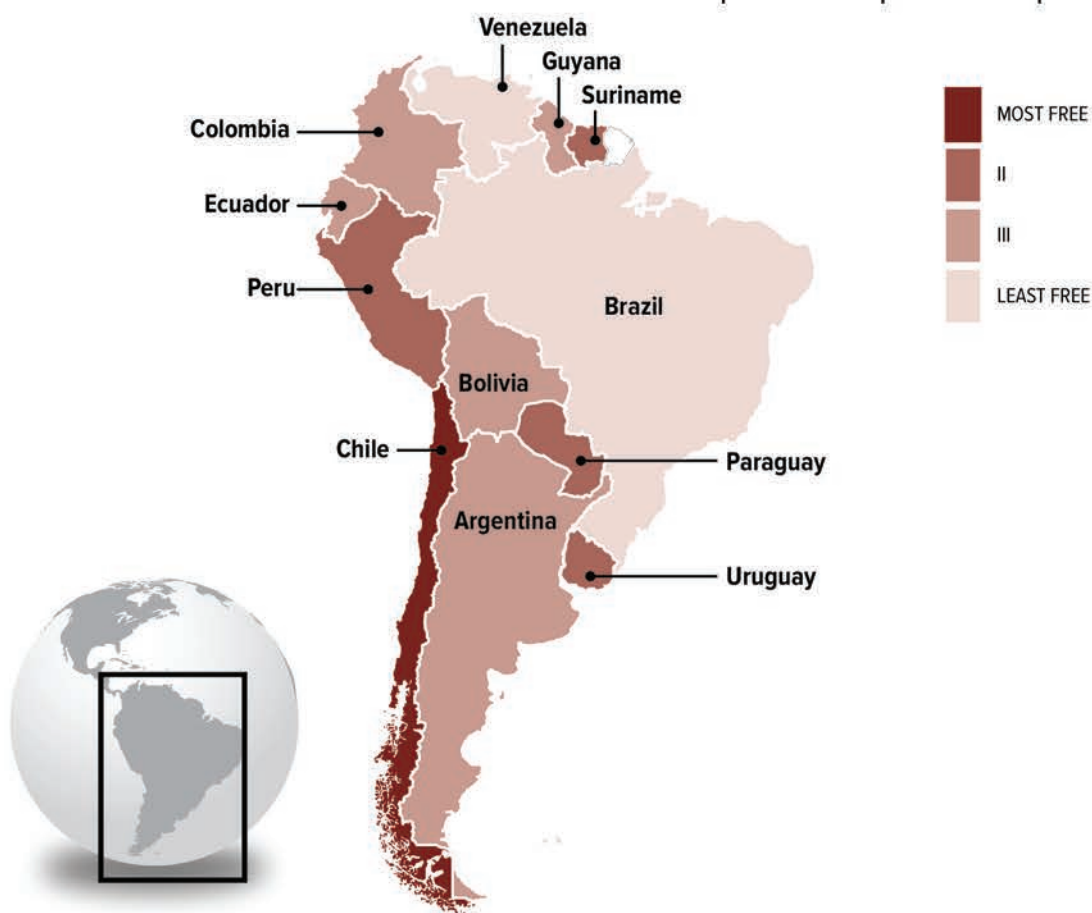 Venezuela
Guyana
Suriname
Colombia
Ecuador
Peru
Brazil
Bolivia
Chile
Paraguay
Argentina
Uruguay
MOST FREE
II
III
LEAST FREE